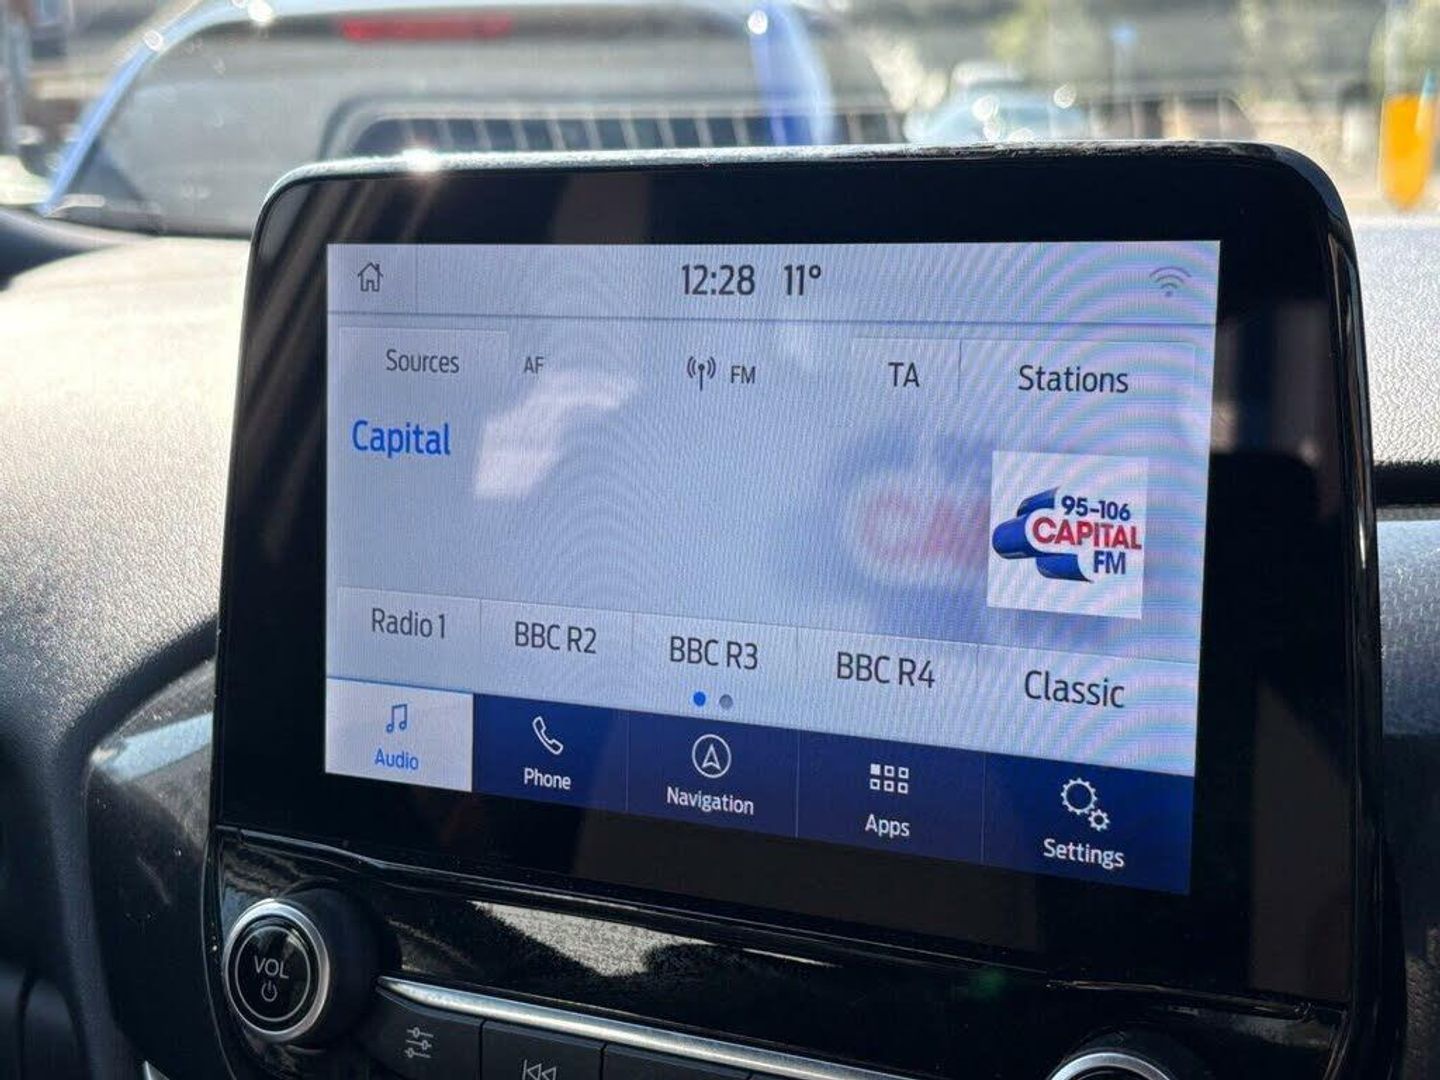 12:28 11°
Sources AF FM TA Stations
Capital
95-106
CAPITAL
FM
Radio 1 BBC R2 BBC R3 BBC R4 Classic
Audio Phone Navigation Apps Settings
VOL